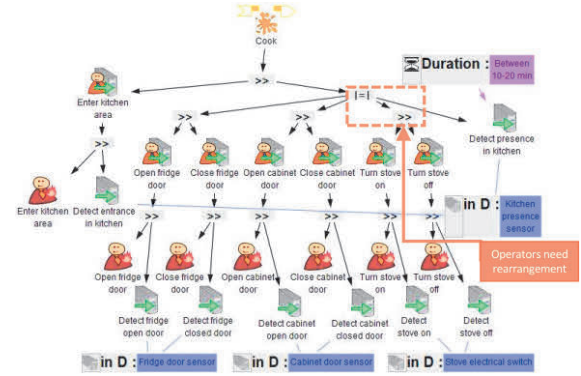 Cook
>>
Duration :
Between
10-20 min
Enter kitchen
area
|=|
>>
>>
>>
>>
Detect presence
in kitchen
Open fridge
door
Close fridge
door
Open cabinet
door
Close cabinet
door
Turn stove
on
Turn stove
off
Enter kitchen
area
Detect entrance
in kitchen
in D :
Kitchen
presence
sensor
>>
>>
>>
>>
>>
>>
Operators need
rearrangement
Open fridge
door
Close fridge
door
Open cabinet
door
Close cabinet
door
Turn stove
on
Turn stove
off
Detect fridge
open door
Detect fridge
closed door
Detect cabinet
open door
Detect cabinet
closed door
Detect
stove on
Detect
stove off
in D : Fridge door sensor
in D : Cabinet door sensor
in D : Stove electrical switch